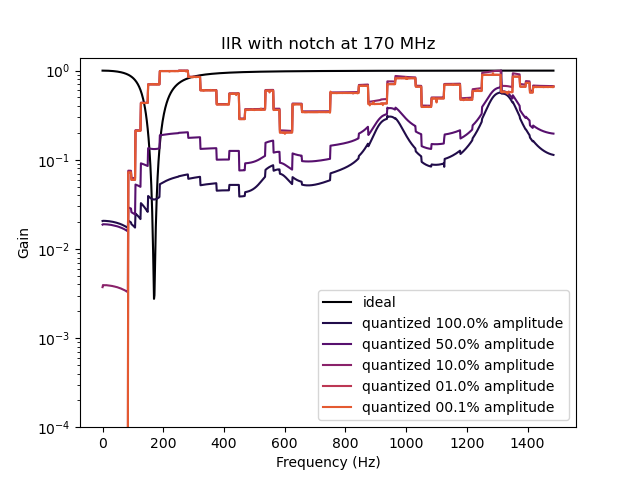 IIR with notch at 170 MHz
Gain
10⁰
10⁻¹
10⁻²
10⁻³
10⁻⁴
ideal
quantized 100.0% amplitude
quantized 50.0% amplitude
quantized 10.0% amplitude
quantized 01.0% amplitude
quantized 00.1% amplitude
0 200 400 600 800 1000 1200 1400
Frequency (Hz)